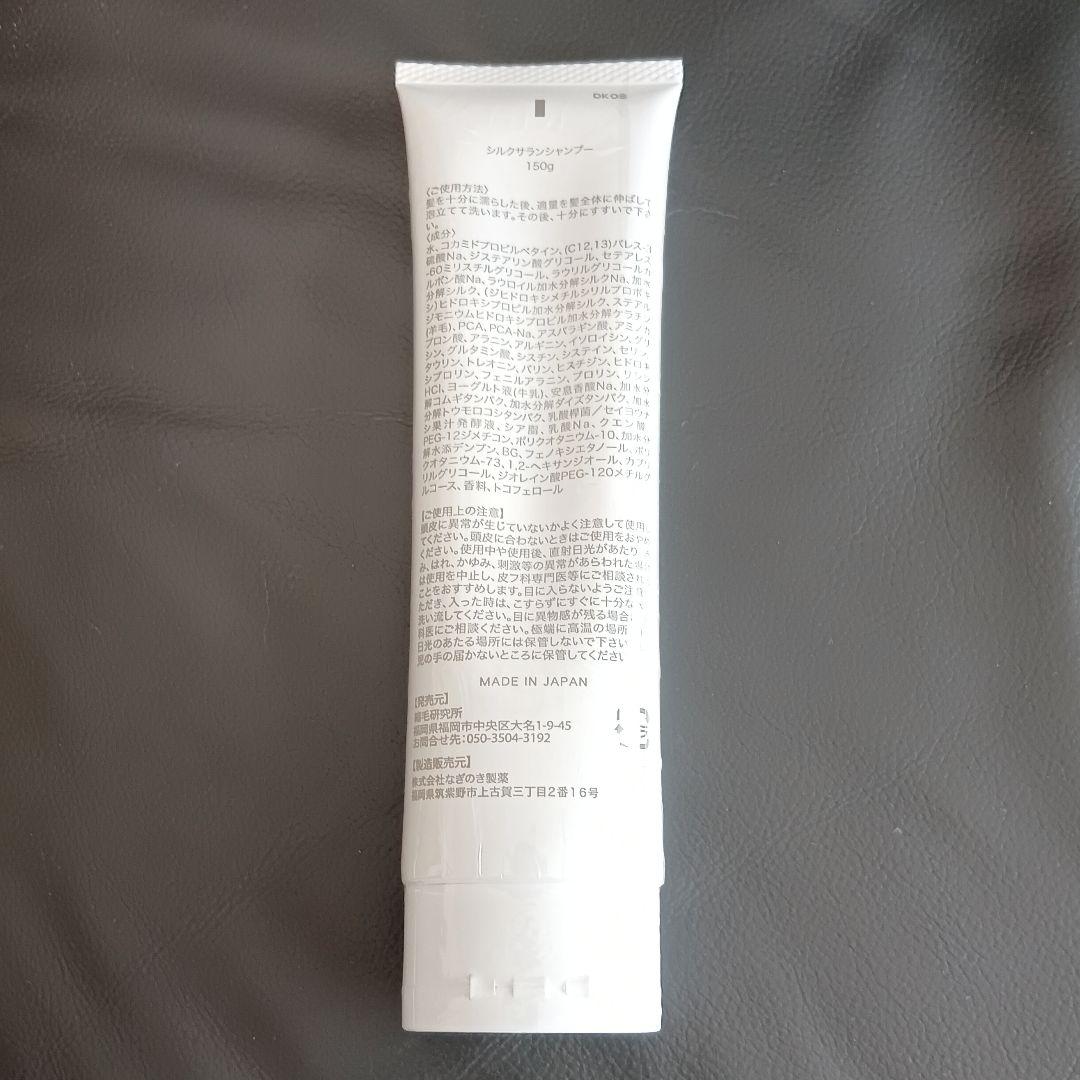 DK08
シルクサランシャンプー
150g
〈ご使用方法〉
髪を十分に濡らした後、適量を髪全体に伸ばして
泡立てて洗います。その後、十分にすすいで下さ
い。
〈成分〉
水、コカミドプロピルベタイン、(C12,13)パレス-3
硫酸Na、ジステアリン酸グリコール、セテアレス
-60ミリスチルグリコール、ラウリルグリコールカ
ルボン酸Na、ラウロイル加水分解シルクNa、加水
分解シルク、(ジヒドロキシメチルシリルプロポキ
シ)ヒドロキシプロピル加水分解シルク、ステアル
ジモニウムヒドロキシプロピル加水分解ケラチン
(羊毛)、PCA、PCA-Na、アスパラギン酸、アミノカ
プロン酸、アラニン、アルギニン、イソロイシン、グリ
シン、グルタミン酸、シスチン、システイン、セリン、
タウリン、トレオニン、バリン、ヒスチジン、ヒドロキ
シプロリン、フェニルアラニン、プロリン、リシン
HCl、ヨーグルト液(牛乳)、安息香酸Na、加水分
解コムギタンパク、加水分解ダイズタンパク、加水
分解トウモロコシタンパク、乳酸桿菌／セイヨウナ
シ果汁発酵液、シア脂、乳酸Na、クエン酸、
PEG-12ジメチコン、ポリクオタニウム-10、加水分
解水添デンプン、BG、フェノキシエタノール、ポリ
クオタニウム-73、1,2-ヘキサンジオール、カプリ
リルグリコール、ジオレイン酸PEG-120メチルグ
ルコース、香料、トコフェロール
【ご使用上の注意】
頭皮に異常が生じていないかよく注意して使用し
てください。頭皮に合わないときはご使用をおやめ
ください。使用中や使用後、直射日光があたり
み、はれ、かゆみ、刺激等の異常があらわれた場合
は使用を中止し、皮フ科専門医等にご相談され
ことをおすすめします。目に入らないようご注意
ただき、入った時は、こすらずにすぐに十分な
洗い流してください。目に異物感が残る場合
科医にご相談ください。極端に高温の場所
日光のあたる場所には保管しないで下さい
児の手の届かないところに保管してください
MADE IN JAPAN
【発売元】
縮毛研究所
福岡県福岡市中央区大名1-9-45
お問合せ先：050-3504-3192
【製造販売元】
株式会社なぎのき製薬
福岡県筑紫野市上古賀三丁目2番16号